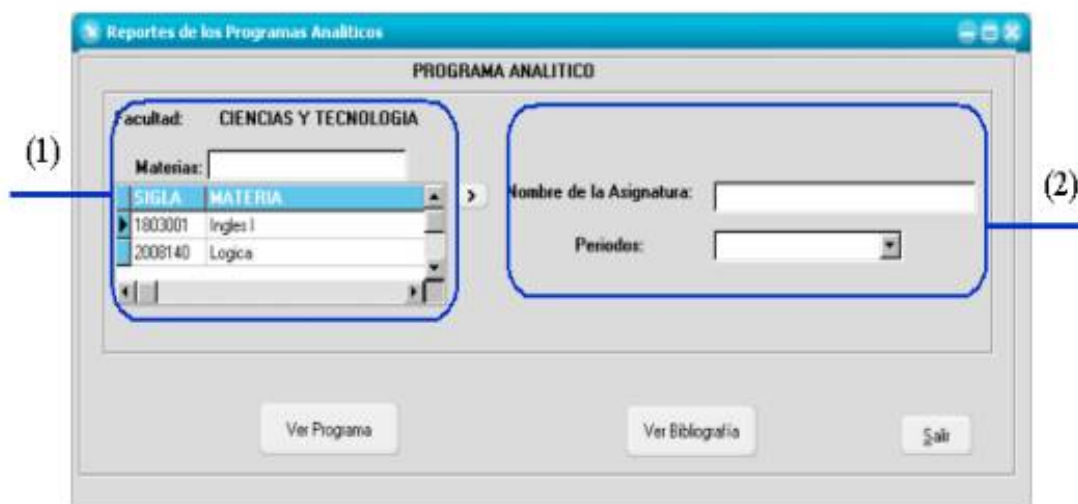 Reportes de los Programas Analiticos
PROGRAMA ANALITICO
Facultad: CIENCIAS Y TECNOLOGIA
(1)
Materias:
SIGLA MATERIA
1803001 Ingles I
2008140 Logica
>
Nombre de la Asignatura:
(2)
Periodos:
Ver Programa
Ver Bibliografía
Salir